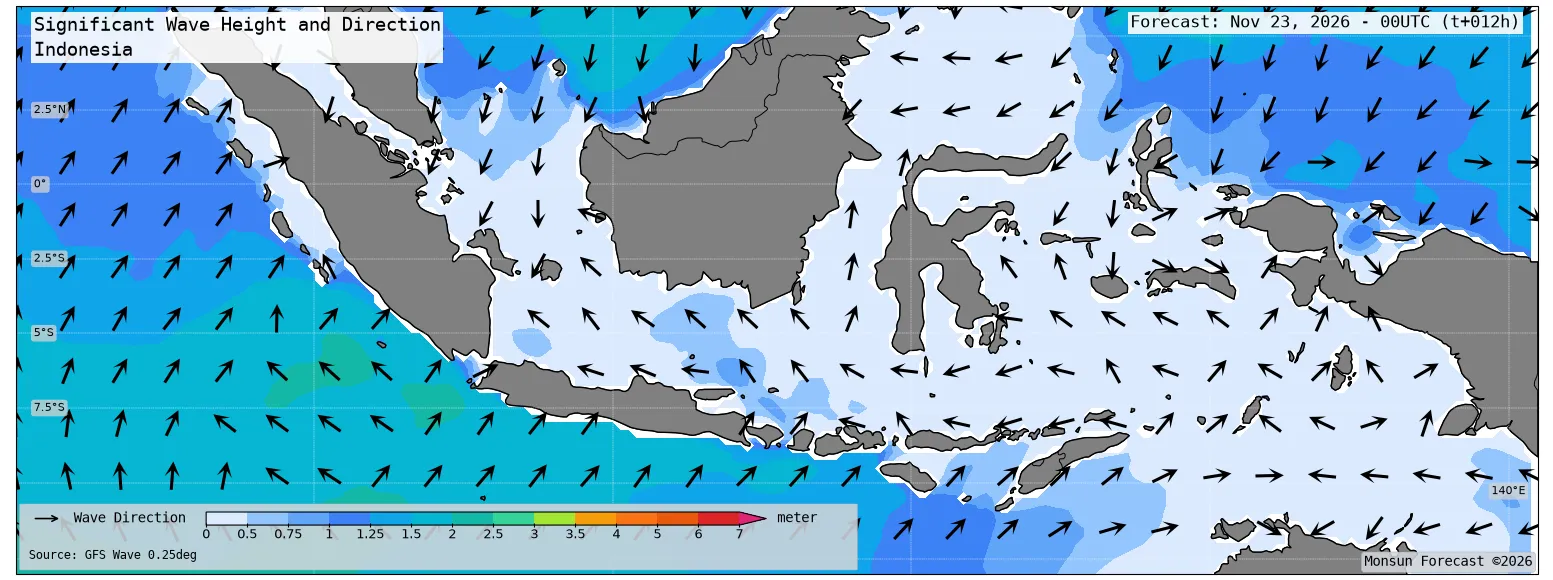 Significant Wave Height and Direction
Indonesia
Forecast: Nov 23, 2026 - 00UTC (t+012h)
2.5°N
0°
2.5°S
5°S
7.5°S
140°E
Wave Direction
0 0.5 0.75 1 1.25 1.5 2 2.5 3 3.5 4 5 6 7
meter
Source: GFS Wave 0.25deg
Monsun Forecast ©2026